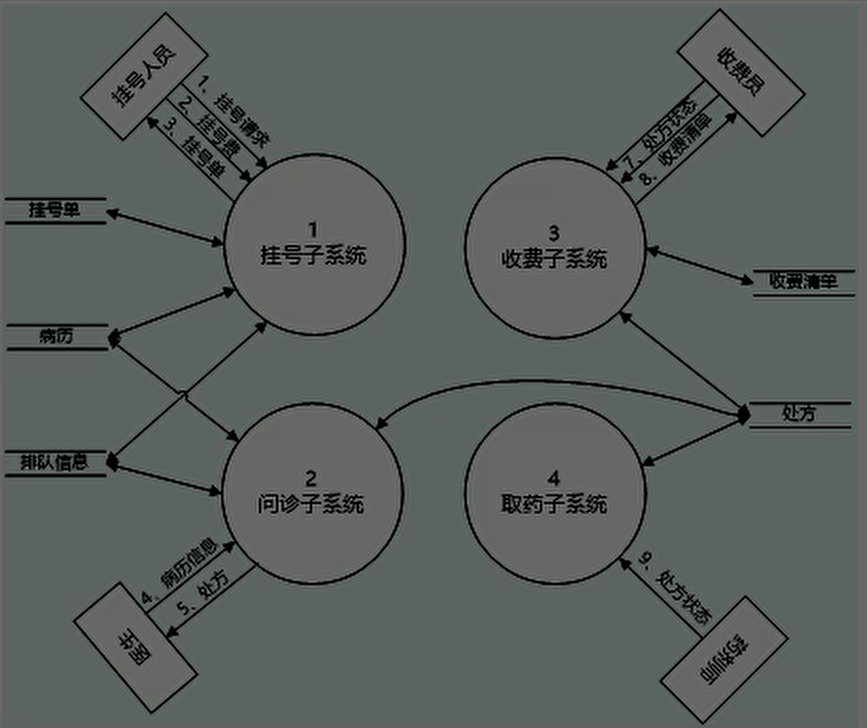 挂号人员
1、挂号请求
2、挂号费
3、挂号单
收费员
7、处方状态
8、收费清单
挂号单
1
挂号子系统
3
收费子系统
收费清单
病历
处方
排队信息
2
问诊子系统
4
取药子系统
4、病历信息
5、处方
医生
9、处方状态
药剂师